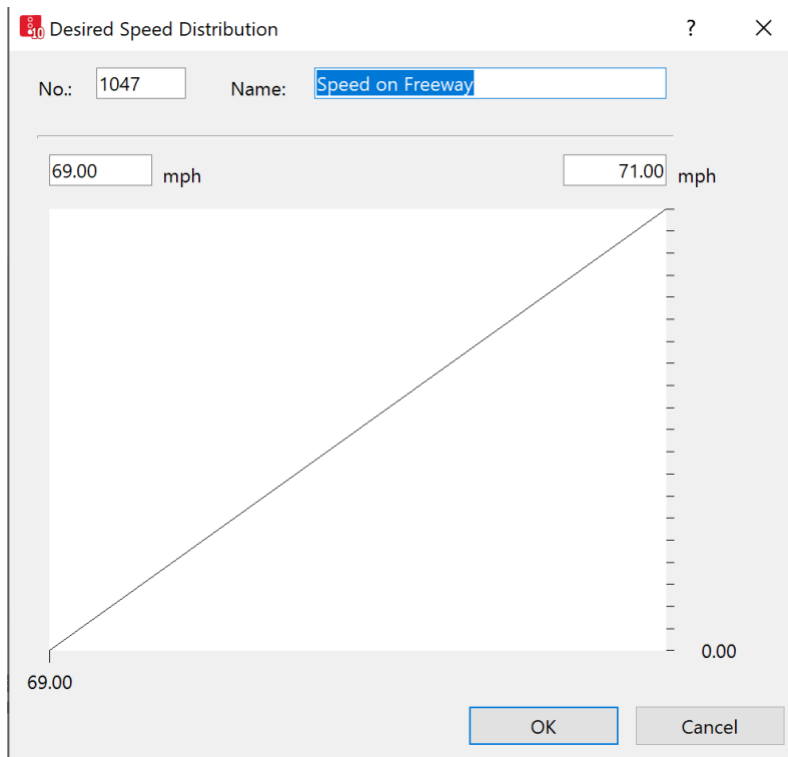 10 Desired Speed Distribution ? ×
No.: 1047 Name: Speed on Freeway
69.00 mph 71.00 mph
0.00
69.00
OK Cancel